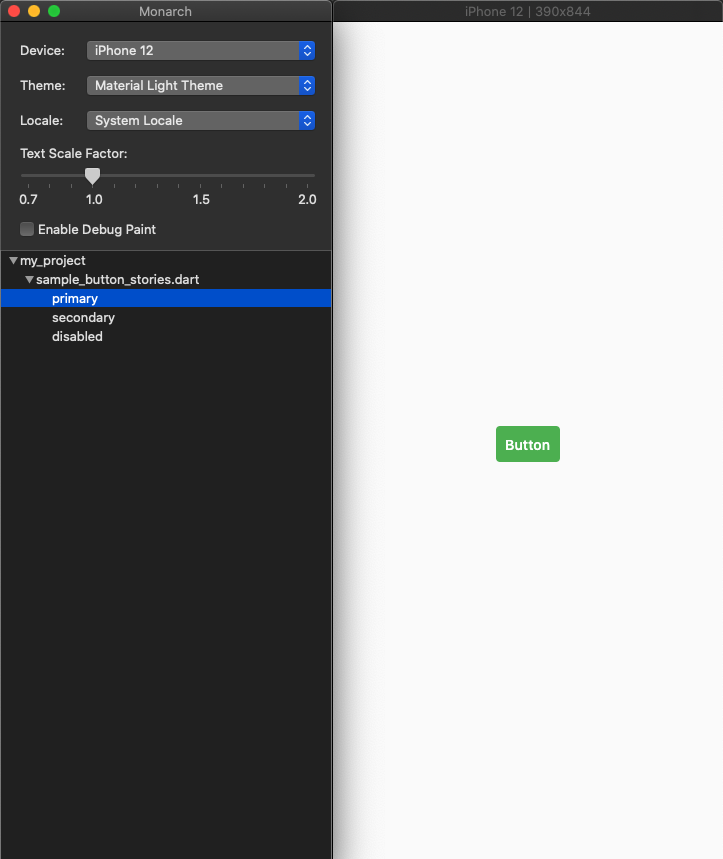 Monarch
iPhone 12 | 390x844
Device: iPhone 12
Theme: Material Light Theme
Locale: System Locale
Text Scale Factor:
0.7 1.0 1.5 2.0
Enable Debug Paint
my_project
sample_button_stories.dart
primary
secondary
disabled
Button